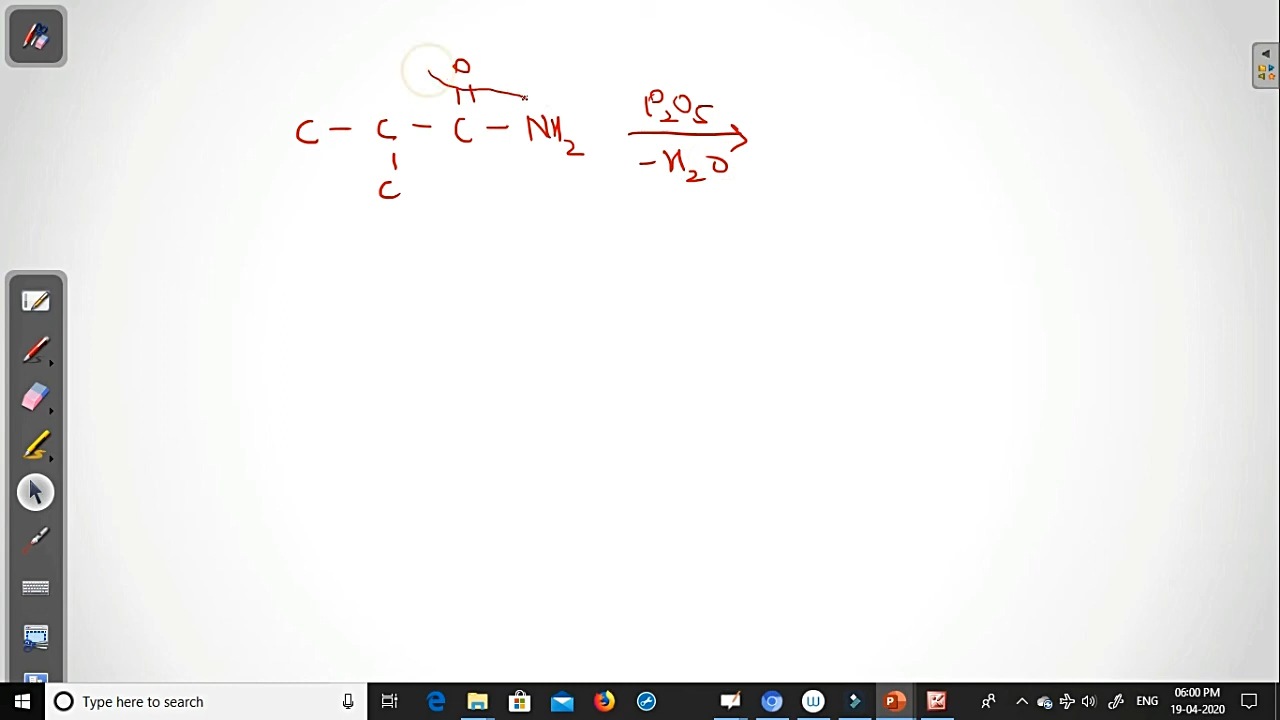 O
||
C - C - C - NH2
|
C
P2O5
-H2O
Type here to search
ENG
06:00 PM
19-04-2020